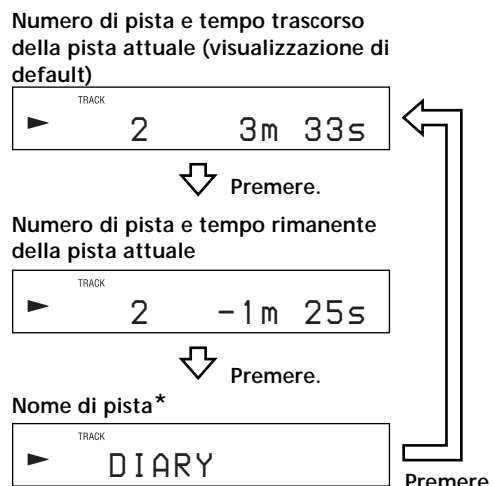 Numero di pista e tempo trascorso
della pista attuale (visualizzazione di
default)
TRACK
2 3m 33s
Premere.
Numero di pista e tempo rimanente
della pista attuale
TRACK
2 -1m 25s
Premere.
Nome di pista*
TRACK
DIARY
Premere